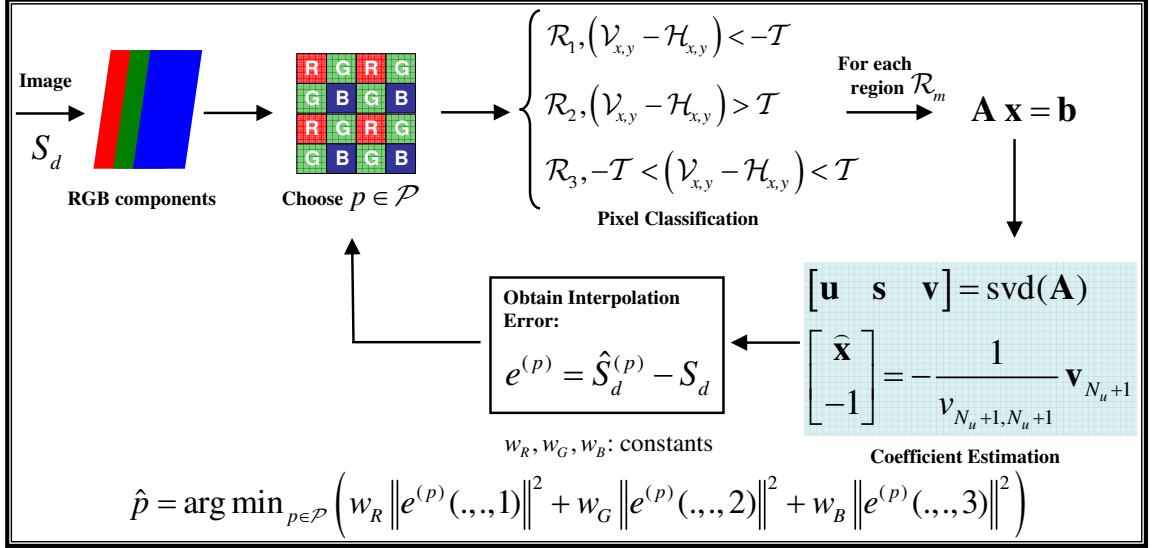 Image
S_d
RGB components
R G R G
G B G B
R G R G
G B G B
Choose p ∈ 𝒫
ℛ₁, (𝒱_{x,y} − ℋ_{x,y}) < −𝒯
ℛ₂, (𝒱_{x,y} − ℋ_{x,y}) > 𝒯
ℛ₃, −𝒯 < (𝒱_{x,y} − ℋ_{x,y}) < 𝒯
Pixel Classification
For each
region ℛ_m
A x = b
[u s v] = svd(A)
[x̂ ; −1] = − 1 / v_{N_u+1,N_u+1} v_{N_u+1}
Coefficient Estimation
Obtain Interpolation
Error:
e^{(p)} = Ŝ_d^{(p)} − S_d
w_R, w_G, w_B: constants
p̂ = arg min_{p∈𝒫} ( w_R ‖e^{(p)}(.,.,1)‖² + w_G ‖e^{(p)}(.,.,2)‖² + w_B ‖e^{(p)}(.,.,3)‖² )